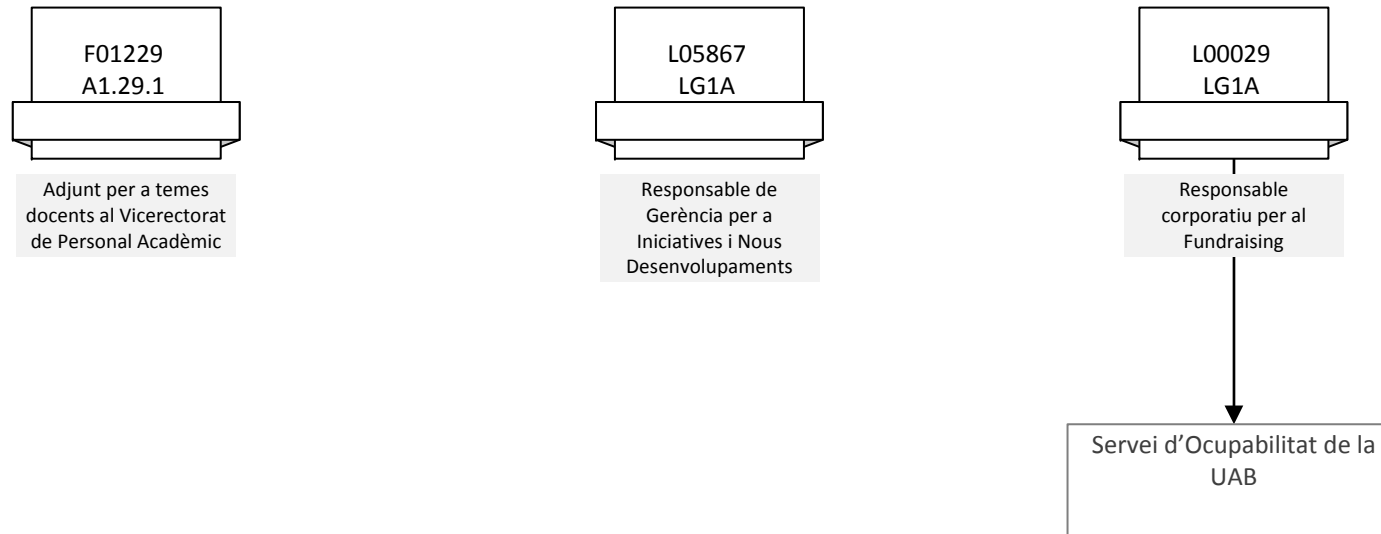 F01229
A1.29.1
Adjunt per a temes
docents al Vicerectorat
de Personal Acadèmic
L05867
LG1A
Responsable de
Gerència per a
Iniciatives i Nous
Desenvolupaments
L00029
LG1A
Responsable
corporatiu per al
Fundraising
Servei d’Ocupabilitat de la
UAB